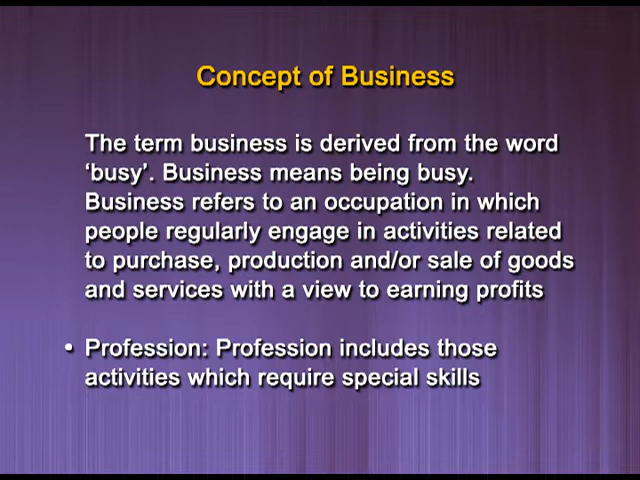 Concept of Business
The term business is derived from the word
‘busy’. Business means being busy.
Business refers to an occupation in which
people regularly engage in activities related
to purchase, production and/or sale of goods
and services with a view to earning profits
• Profession: Profession includes those
activities which require special skills